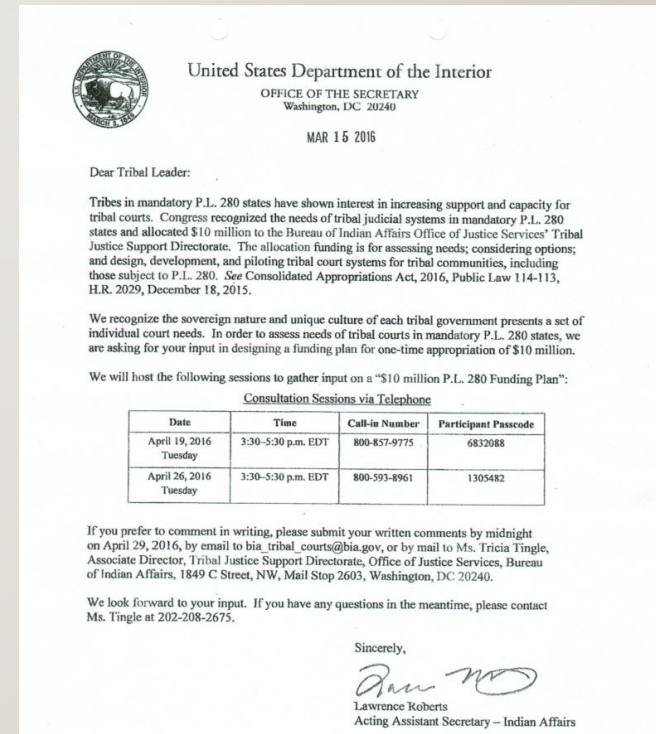 U.S. DEPARTMENT OF THE INTERIOR
MARCH 3, 1849
United States Department of the Interior
OFFICE OF THE SECRETARY
Washington, DC 20240
MAR 15 2016
Dear Tribal Leader:
Tribes in mandatory P.L. 280 states have shown interest in increasing support and capacity for
tribal courts. Congress recognized the needs of tribal judicial systems in mandatory P.L. 280
states and allocated $10 million to the Bureau of Indian Affairs Office of Justice Services' Tribal
Justice Support Directorate. The allocation funding is for assessing needs; considering options;
and design, development, and piloting tribal court systems for tribal communities, including
those subject to P.L. 280. See Consolidated Appropriations Act, 2016, Public Law 114-113,
H.R. 2029, December 18, 2015.
We recognize the sovereign nature and unique culture of each tribal government presents a set of
individual court needs. In order to assess needs of tribal courts in mandatory P.L. 280 states, we
are asking for your input in designing a funding plan for one-time appropriation of $10 million.
We will host the following sessions to gather input on a "$10 million P.L. 280 Funding Plan":
Consultation Sessions via Telephone
Date Time Call-in Number Participant Passcode
April 19, 2016 3:30–5:30 p.m. EDT 800-857-9775 6832088
Tuesday
April 26, 2016 3:30–5:30 p.m. EDT 800-593-8961 1305482
Tuesday
If you prefer to comment in writing, please submit your written comments by midnight
on April 29, 2016, by email to bia_tribal_courts@bia.gov, or by mail to Ms. Tricia Tingle,
Associate Director, Tribal Justice Support Directorate, Office of Justice Services, Bureau
of Indian Affairs, 1849 C Street, NW, Mail Stop 2603, Washington, DC 20240.
We look forward to your input. If you have any questions in the meantime, please contact
Ms. Tingle at 202-208-2675.
Sincerely,
Lawrence Roberts
Acting Assistant Secretary – Indian Affairs